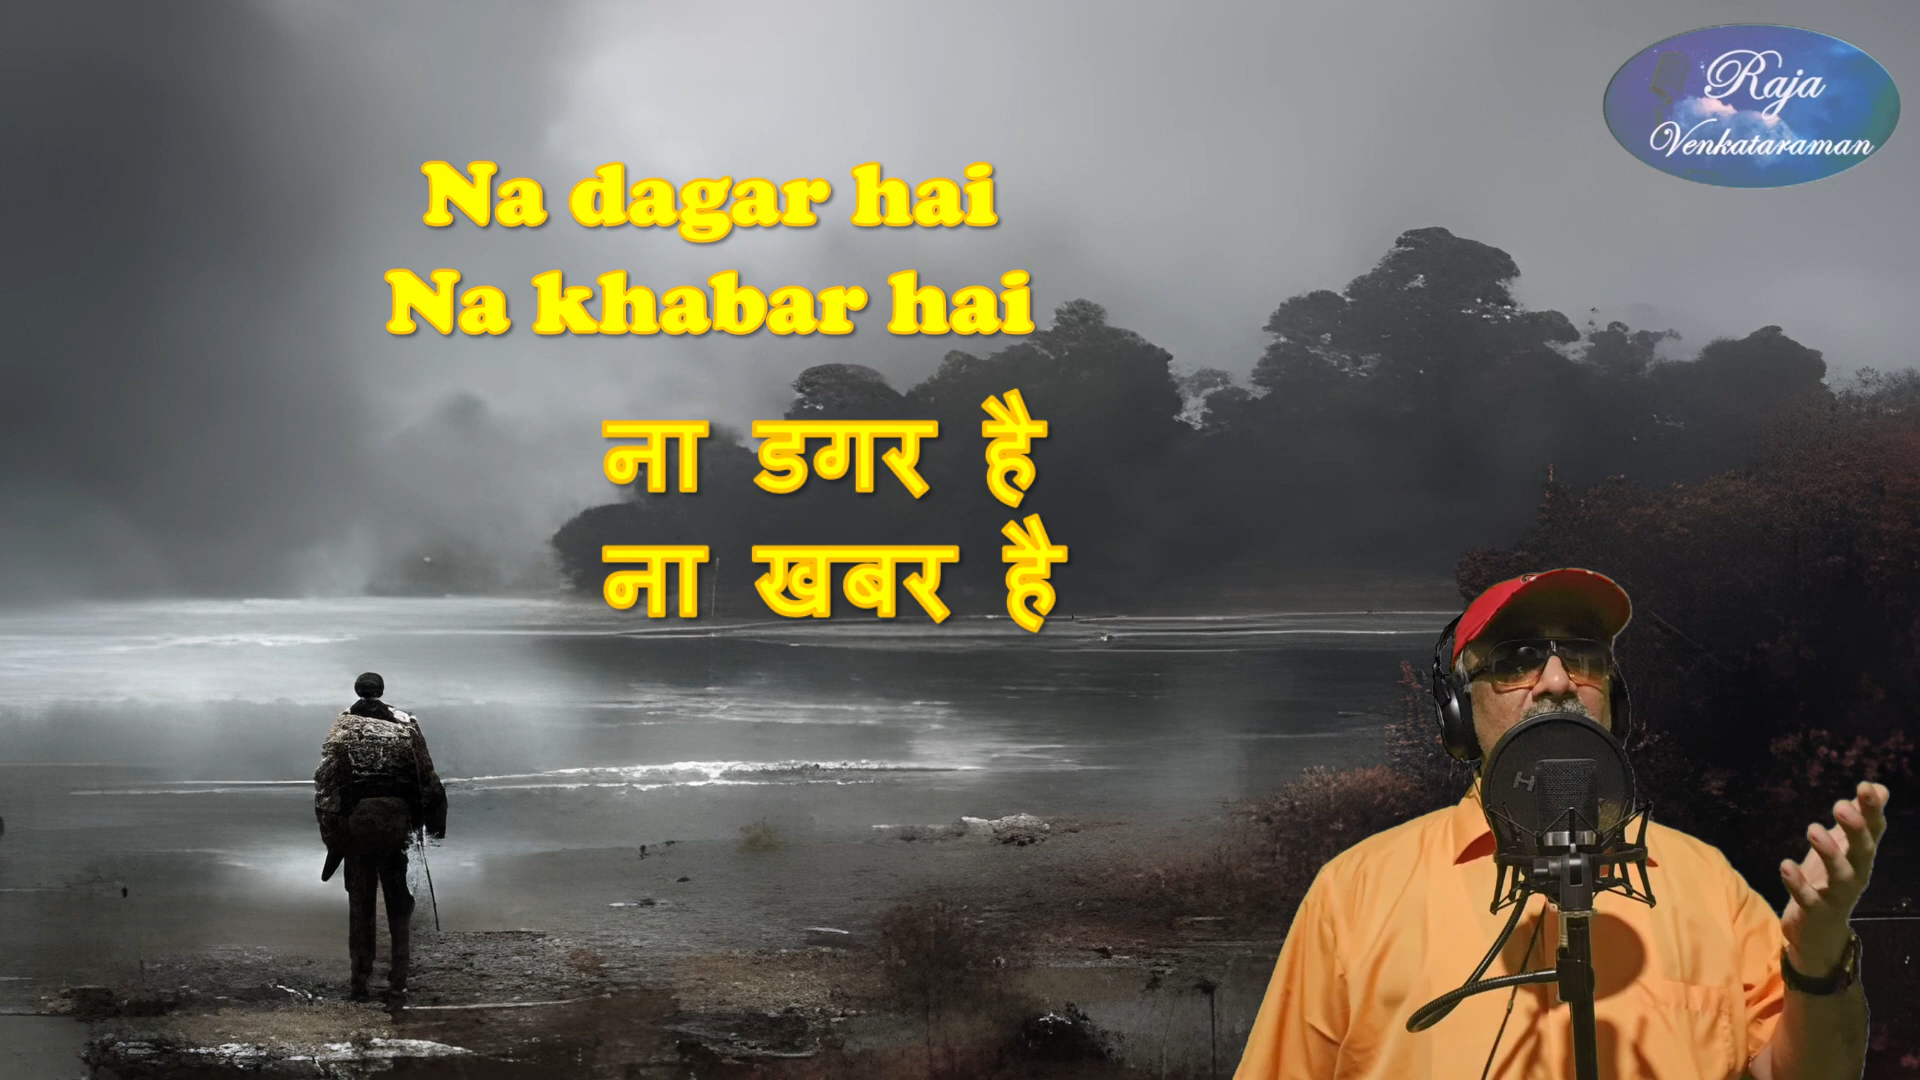 Raja
Venkataraman
Na dagar hai
Na khabar hai
ना डगर है
ना खबर है
H